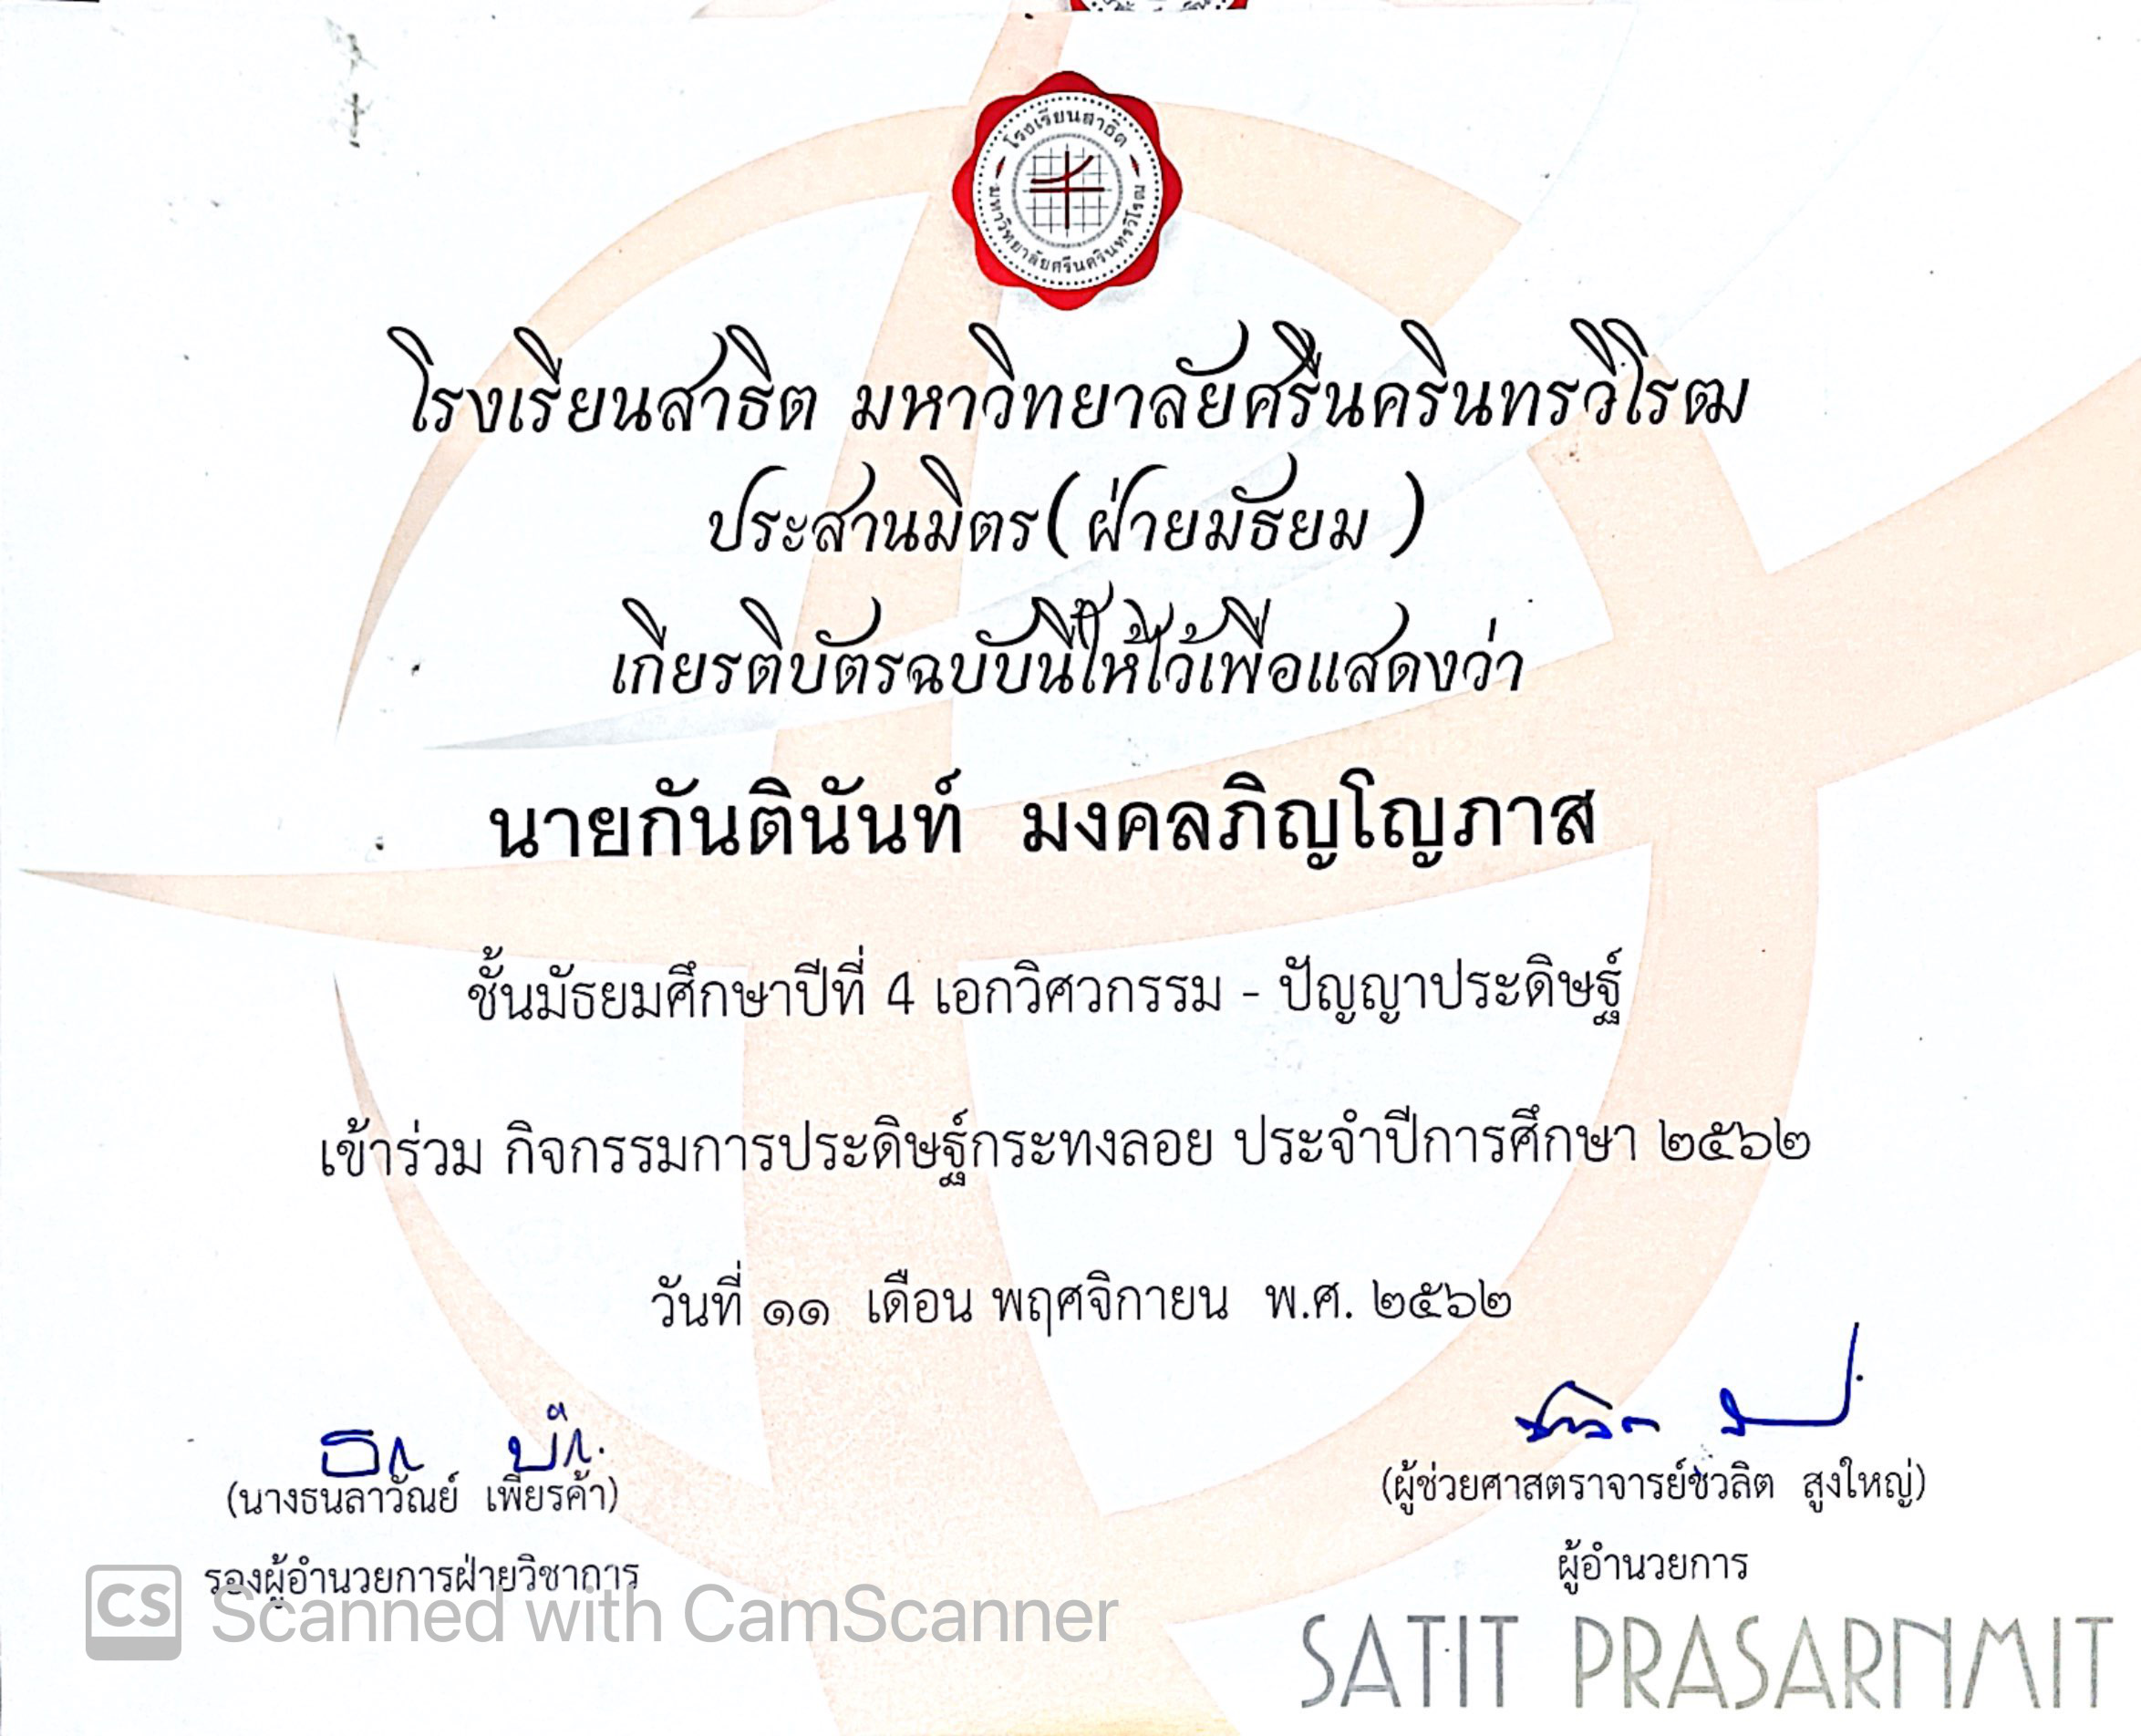 โรงเรียนสาธิต
มหาวิทยาลัยศรีนครินทรวิโรฒ
โรงเรียนสาธิต มหาวิทยาลัยศรีนครินทรวิโรฒ
ประสานมิตร ( ฝ่ายมัธยม )
เกียรติบัตรฉบับนี้ให้ไว้เพื่อแสดงว่า
นายกันตินันท์ มงคลภิญโญภาส
ชั้นมัธยมศึกษาปีที่ 4 เอกวิศวกรรม - ปัญญาประดิษฐ์
เข้าร่วม กิจกรรมการประดิษฐ์กระทงลอย ประจำปีการศึกษา ๒๕๖๒
วันที่ ๑๑ เดือน พฤศจิกายน พ.ศ. ๒๕๖๒
(นางธนลาวัณย์ เพียรค้า)
(ผู้ช่วยศาสตราจารย์ชวลิต สูงใหญ่)
รองผู้อำนวยการฝ่ายวิชาการ
ผู้อำนวยการ
CS Scanned with CamScanner
SATIT PRASARNMIT